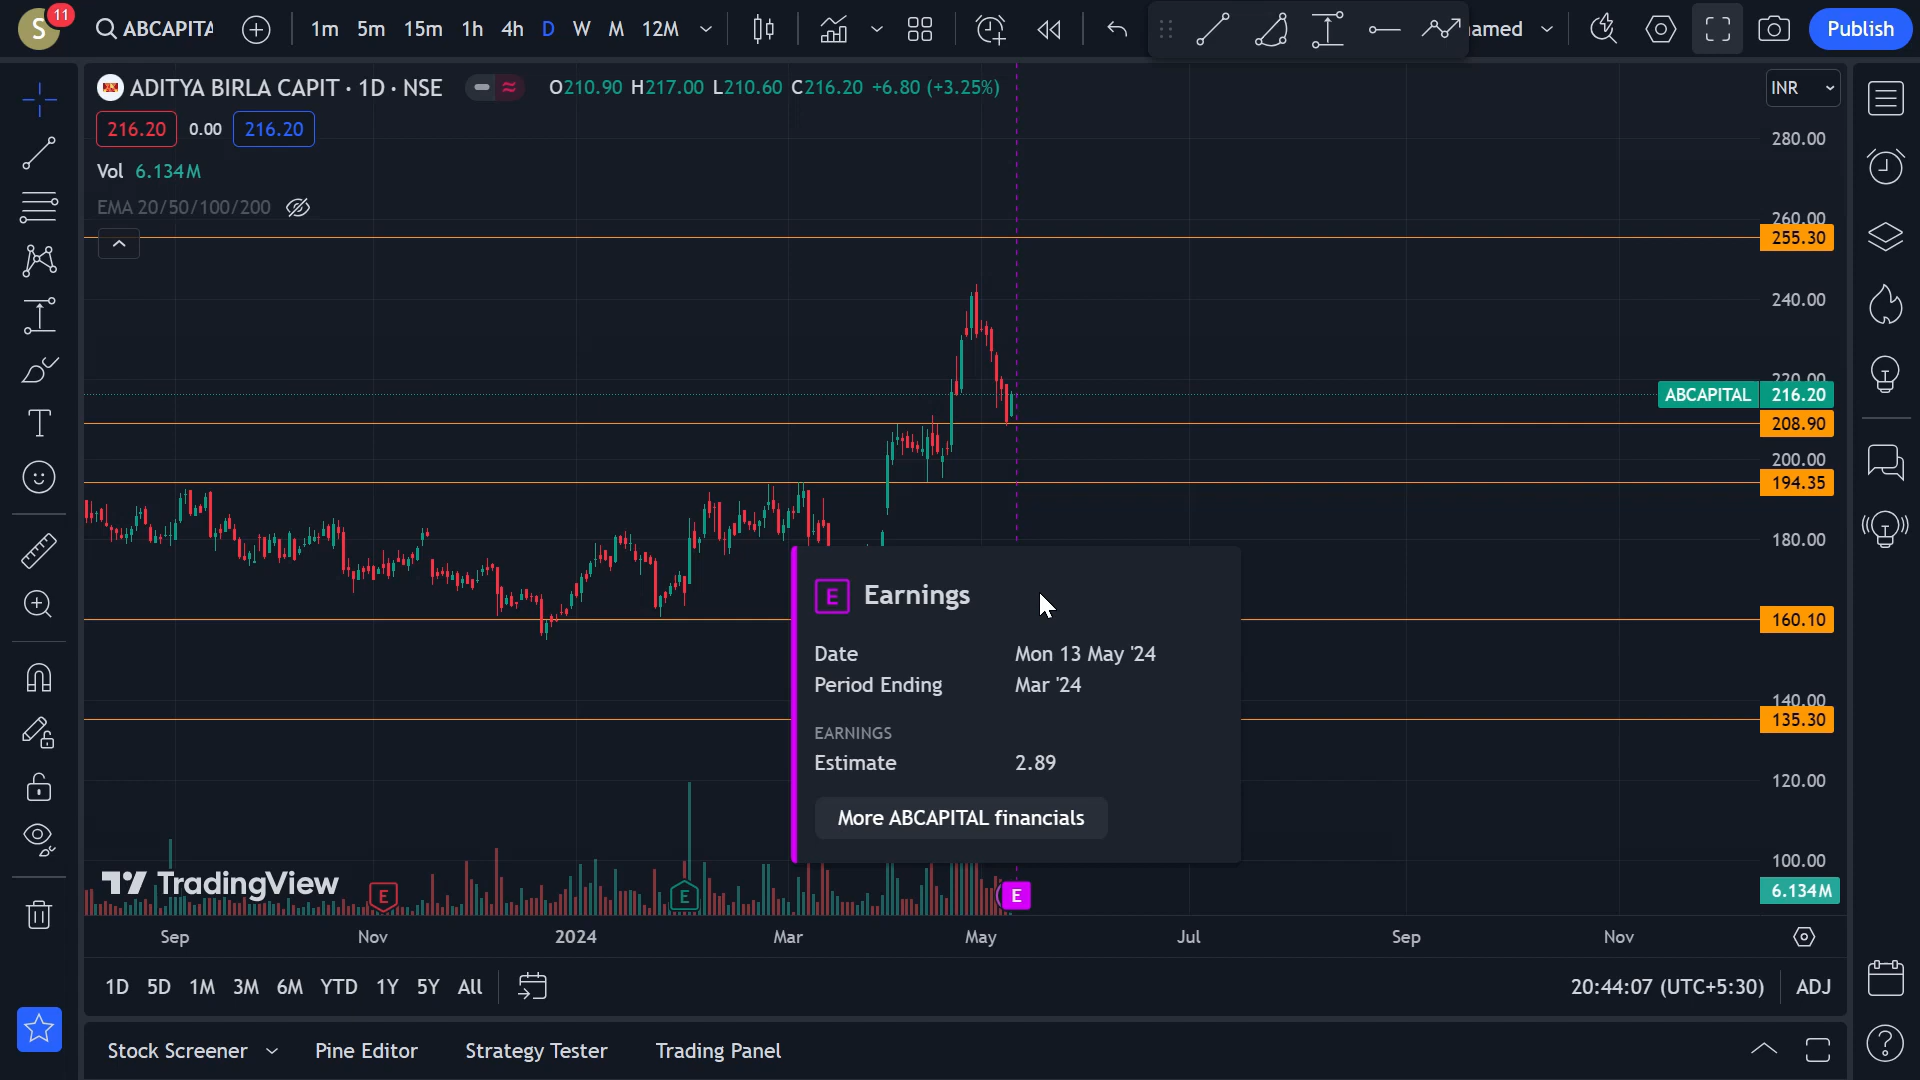 S 11 ABCAPITA 1m 5m 15m 1h 4h D W M 12M amed Publish
ADITYA BIRLA CAPIT · 1D · NSE O210.90 H217.00 L210.60 C216.20 +6.80 (+3.25%) INR
216.20 0.00 216.20
280.00
Vol 6.134M
EMA 20/50/100/200
260.00
255.30
240.00
220.00
ABCAPITAL 216.20
208.90
200.00
194.35
180.00
E Earnings
160.10
Date Mon 13 May '24
Period Ending Mar '24
140.00
135.30
EARNINGS
Estimate 2.89
120.00
More ABCAPITAL financials
100.00
TradingView
E E E 6.134M
Sep Nov 2024 Mar May Jul Sep Nov
1D 5D 1M 3M 6M YTD 1Y 5Y All 20:44:07 (UTC+5:30) ADJ
Stock Screener Pine Editor Strategy Tester Trading Panel